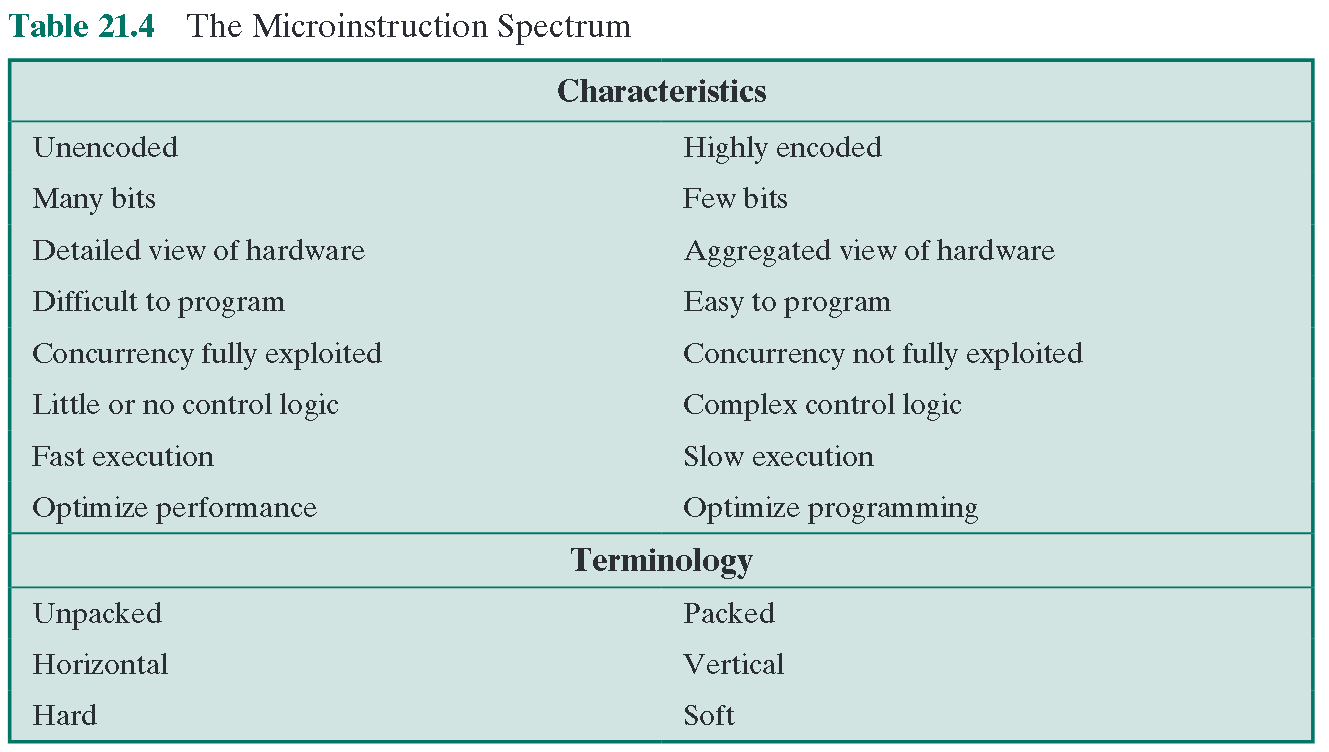 Table 21.4 The Microinstruction Spectrum
Characteristics
Unencoded Highly encoded
Many bits Few bits
Detailed view of hardware Aggregated view of hardware
Difficult to program Easy to program
Concurrency fully exploited Concurrency not fully exploited
Little or no control logic Complex control logic
Fast execution Slow execution
Optimize performance Optimize programming
Terminology
Unpacked Packed
Horizontal Vertical
Hard Soft